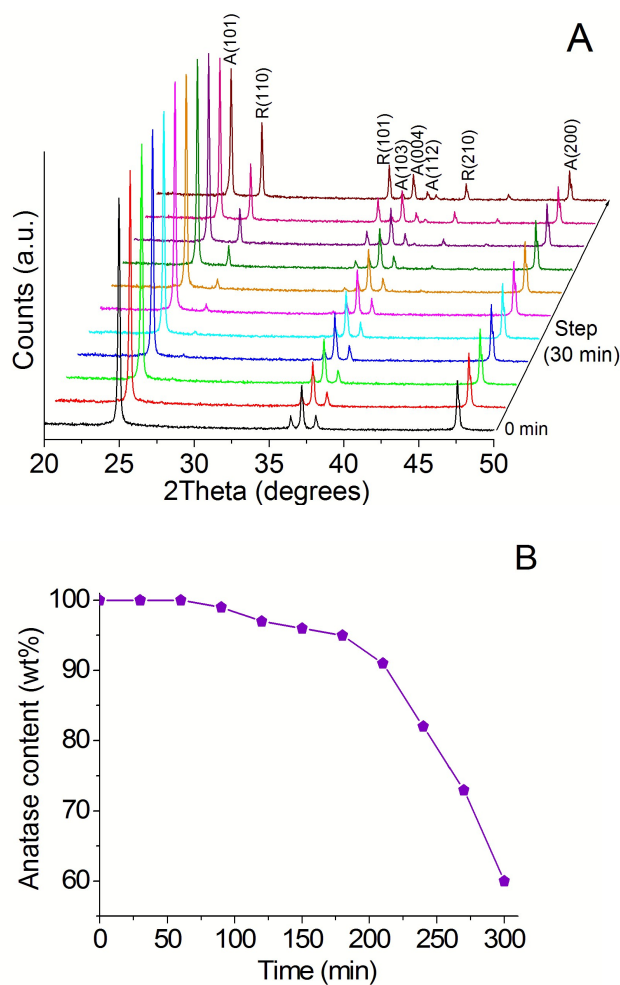 A
A(101)
R(110)
R(101)
A(103)
A(004)
A(112)
R(210)
A(200)
Counts (a.u.)
Step
(30 min)
0 min
20 25 30 35 40 45 50
2Theta (degrees)
B
100
90
80
70
60
Anatase content (wt%)
0 50 100 150 200 250 300
Time (min)